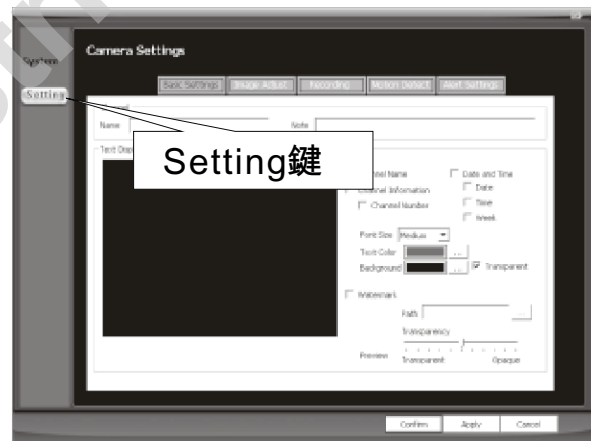 Camera Settings
System
Setting
Basic Settings
Image Adjust
Recording
Motion Detect
Alert Settings
Name
Note
Setting鍵
Channel Number
Date and Time
Date
Time
Week
Font Size Medium
Text Color ...
Background ... Transparent
Watermark
Path ...
Transparency
Preview Transparent Opaque
Confirm Apply Cancel